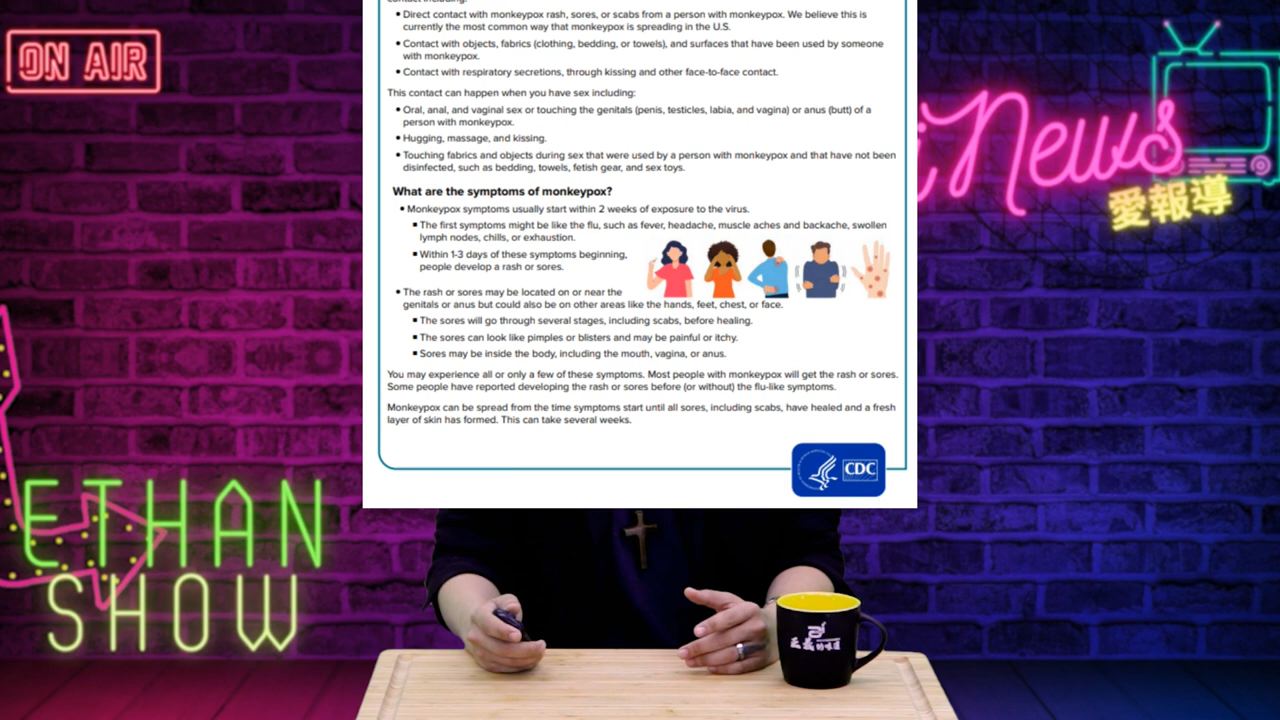 contact including:
• Direct contact with monkeypox rash, sores, or scabs from a person with monkeypox. We believe this is
currently the most common way that monkeypox is spreading in the U.S.
• Contact with objects, fabrics (clothing, bedding, or towels), and surfaces that have been used by someone
with monkeypox.
• Contact with respiratory secretions, through kissing and other face-to-face contact.
This contact can happen when you have sex including:
• Oral, anal, and vaginal sex or touching the genitals (penis, testicles, labia, and vagina) or anus (butt) of a
person with monkeypox.
• Hugging, massage, and kissing.
• Touching fabrics and objects during sex that were used by a person with monkeypox and that have not been
disinfected, such as bedding, towels, fetish gear, and sex toys.
What are the symptoms of monkeypox?
• Monkeypox symptoms usually start within 2 weeks of exposure to the virus.
▪ The first symptoms might be like the flu, such as fever, headache, muscle aches and backache, swollen
lymph nodes, chills, or exhaustion.
▪ Within 1-3 days of these symptoms beginning,
people develop a rash or sores.
• The rash or sores may be located on or near the
genitals or anus but could also be on other areas like the hands, feet, chest, or face.
▪ The sores will go through several stages, including scabs, before healing.
▪ The sores can look like pimples or blisters and may be painful or itchy.
▪ Sores may be inside the body, including the mouth, vagina, or anus.
You may experience all or only a few of these symptoms. Most people with monkeypox will get the rash or sores.
Some people have reported developing the rash or sores before (or without) the flu-like symptoms.
Monkeypox can be spread from the time symptoms start until all sores, including scabs, have healed and a fresh
layer of skin has formed. This can take several weeks.
CDC
ON AIR
iNews
愛報導
ETHAN
SHOW
正義的味道